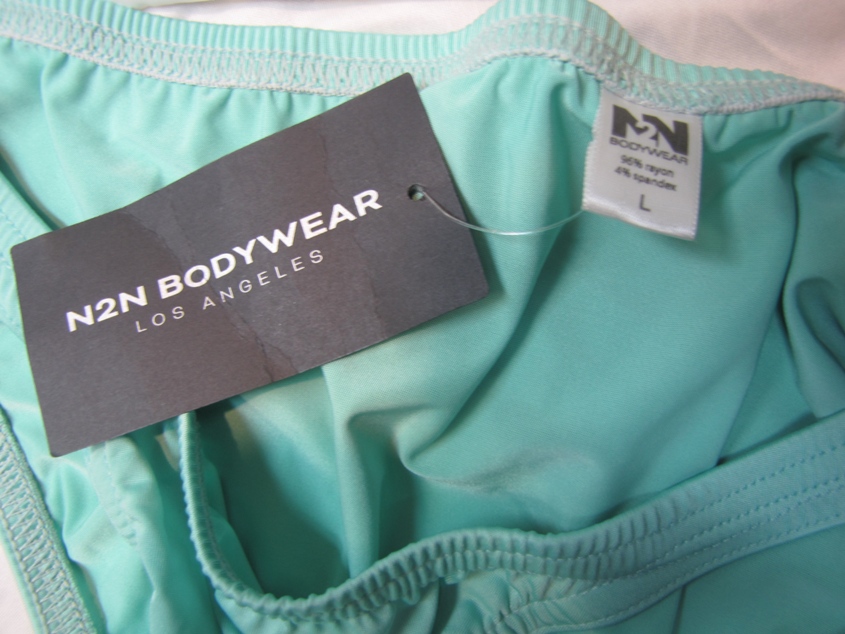 N2N BODYWEAR
LOS ANGELES
N2N
BODYWEAR
96% rayon
4% spandex
L